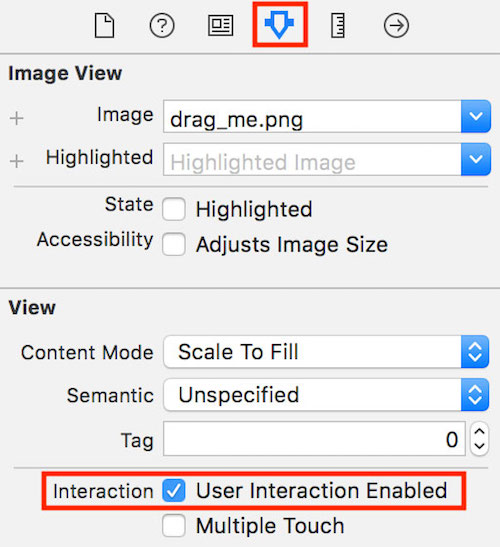 Image View
Image drag_me.png
Highlighted Highlighted Image
State Highlighted
Accessibility Adjusts Image Size
View
Content Mode Scale To Fill
Semantic Unspecified
Tag 0
Interaction User Interaction Enabled
Multiple Touch